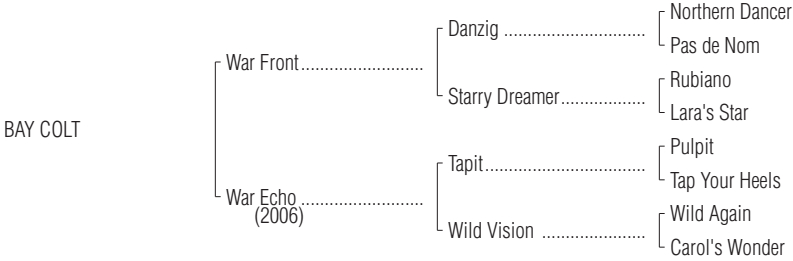 Northern Dancer
Danzig ..............................
Pas de Nom
War Front..........................
Rubiano
Starry Dreamer..................
Lara's Star
BAY COLT
Pulpit
Tapit..................................
Tap Your Heels
War Echo ..........................
(2006)
Wild Again
Wild Vision ......................
Carol's Wonder